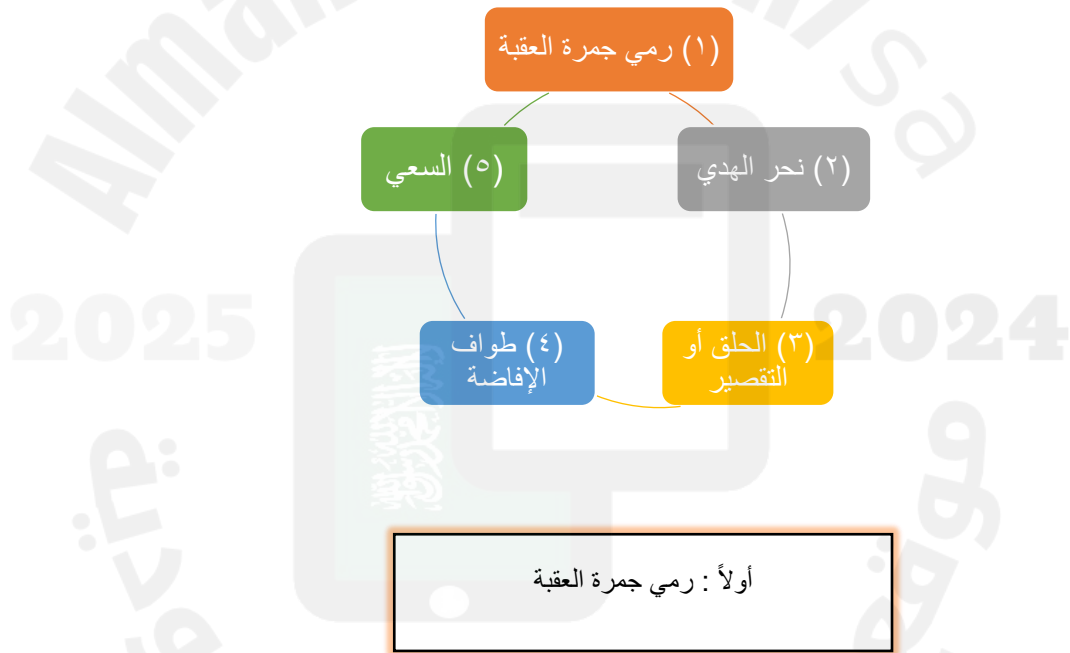 (١) رمي جمرة العقبة
(٢) نحر الهدي
(٣) الحلق أو
التقصير
(٤) طواف
الإفاضة
(٥) السعي
2025
2024
أولاً : رمي جمرة العقبة